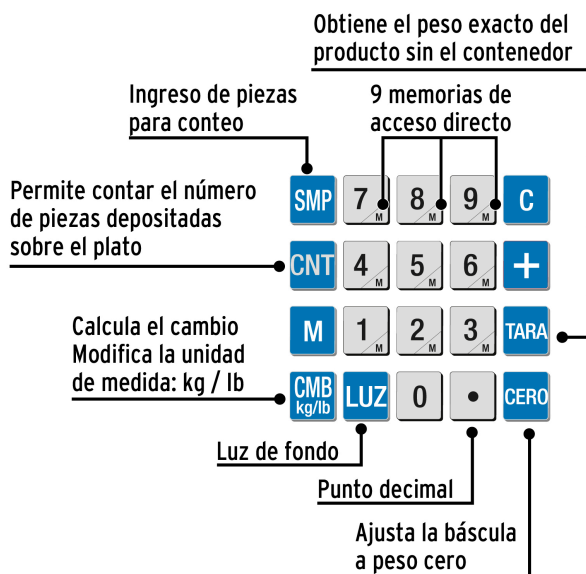 Obtiene el peso exacto del
producto sin el contenedor
Ingreso de piezas
para conteo
9 memorias de
acceso directo
Permite contar el número
de piezas depositadas
sobre el plato
SMP 7 M 8 M 9 M C
CNT 4 M 5 M 6 M +
M 1 M 2 M 3 M TARA
Calcula el cambio
Modifica la unidad
de medida: kg / lb
CMB LUZ 0 • CERO
kg/lb
Luz de fondo
Punto decimal
Ajusta la báscula
a peso cero